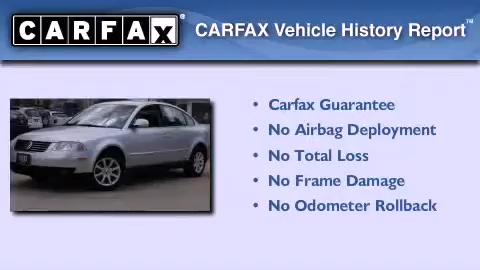 CARFAX® CARFAX Vehicle History Report™
• Carfax Guarantee
• No Airbag Deployment
• No Total Loss
• No Frame Damage
• No Odometer Rollback